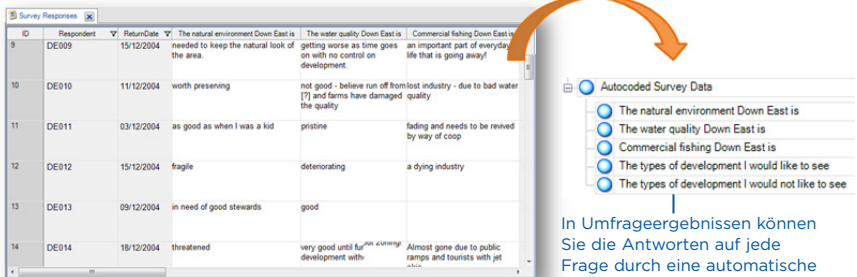 Survey Responses
ID Respondent ReturnDate The natural environment Down East is The water quality Down East is Commercial fishing Down East is
9 DE009 15/12/2004 needed to keep the natural look of getting worse as time goes an important part of everyday
the area. on with no control on life that is going away!
development.
10 DE010 11/12/2004 worth preserving not good - believe run off from lost industry - due to bad water
[?] and farms have damaged quality
the quality
11 DE011 03/12/2004 as good as when I was a kid pristine fading and needs to be revived
by way of coop
12 DE012 15/12/2004 fragile deteriorating a dying industry
13 DE013 09/12/2004 in need of good stewards good
14 DE014 18/12/2004 threatened very good until Almost gone due to public
development ramps and tourists with jet
Autocoded Survey Data
The natural environment Down East is
The water quality Down East is
Commercial fishing Down East is
The types of development I would like to see
The types of development I would not like to see
In Umfrageergebnissen können
Sie die Antworten auf jede
Frage durch eine automatische